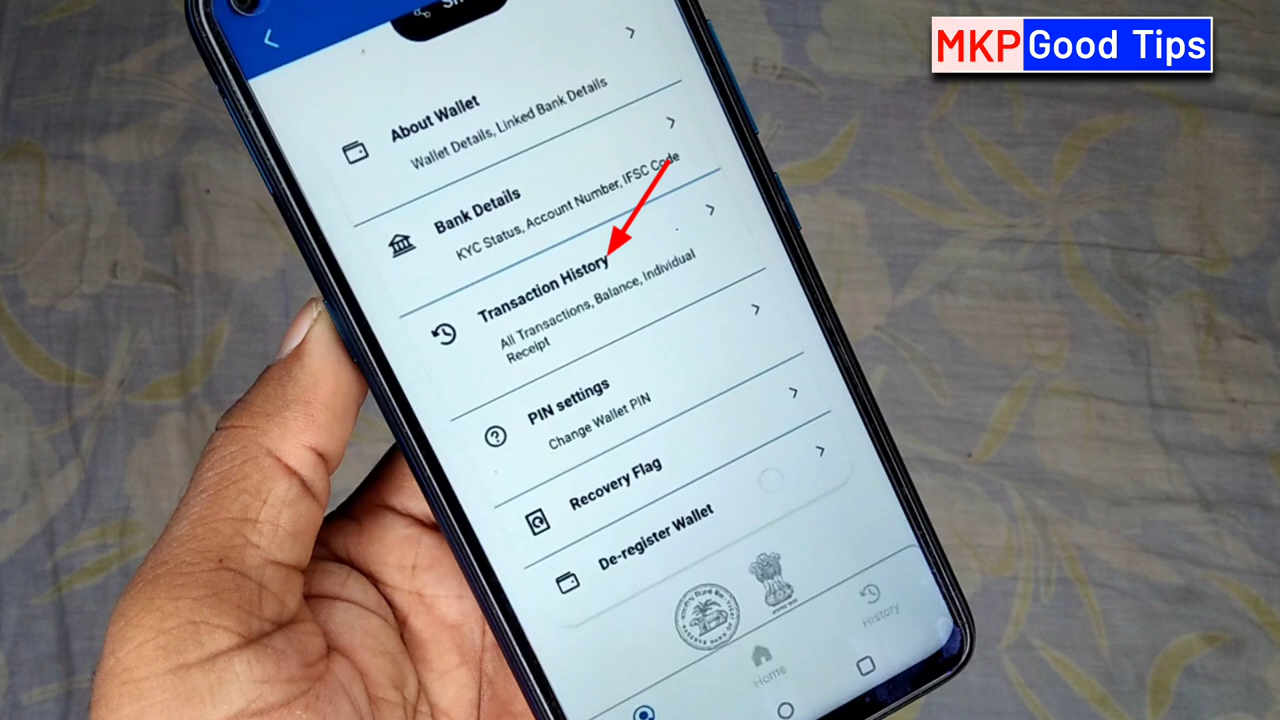 MKP Good Tips
About Wallet
Wallet Details, Linked Bank Details
Bank Details
KYC Status, Account Number, IFSC Code
Transaction History
All Transactions, Balance, Individual
Receipt
PIN settings
Change Wallet PIN
Recovery Flag
De-register Wallet
Home
History